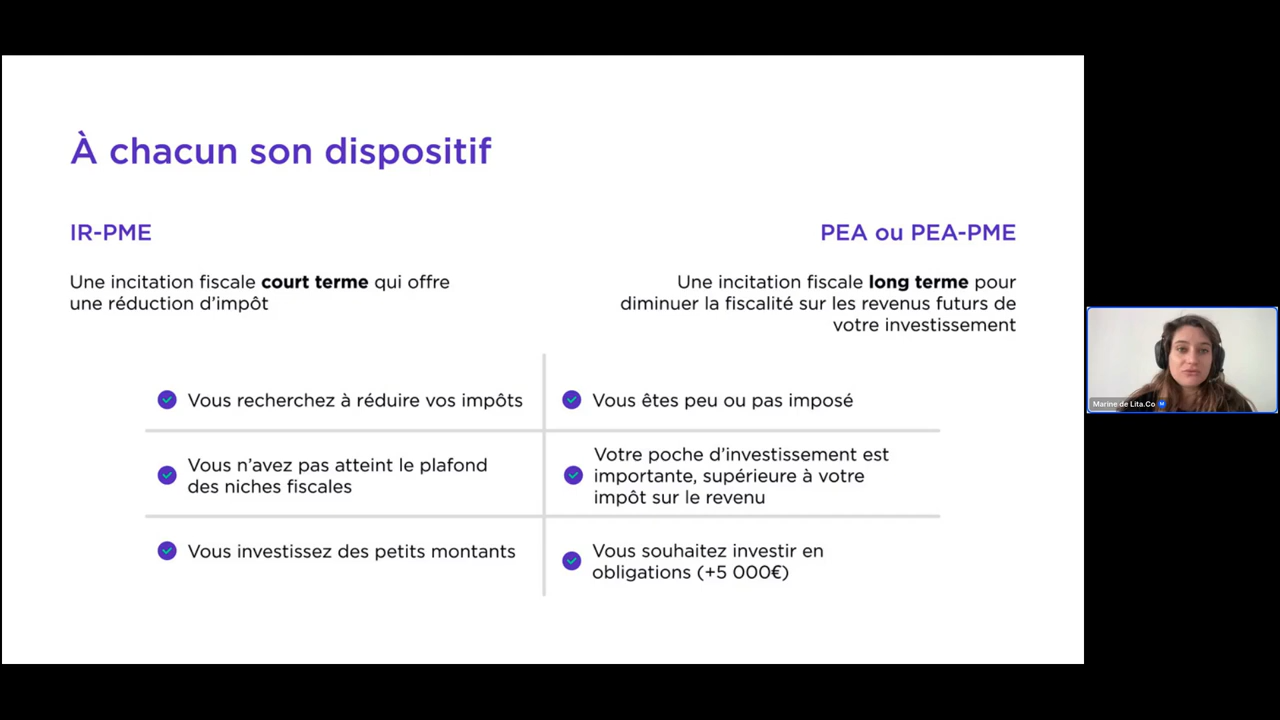 À chacun son dispositif
IR-PME
Une incitation fiscale court terme qui offre
une réduction d'impôt
PEA ou PEA-PME
Une incitation fiscale long terme pour
diminuer la fiscalité sur les revenus futurs de
votre investissement
Vous recherchez à réduire vos impôts
Vous êtes peu ou pas imposé
Vous n'avez pas atteint le plafond
des niches fiscales
Votre poche d'investissement est
importante, supérieure à votre
impôt sur le revenu
Vous investissez des petits montants
Vous souhaitez investir en
obligations (+5 000€)
Marine de Lita.Co